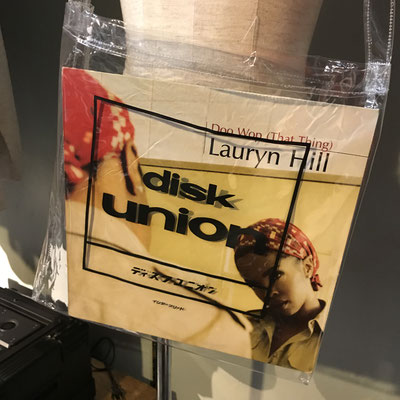 Doo Wop (That Thing)
Lauryn Hill
disk
union
ディスクユニオン